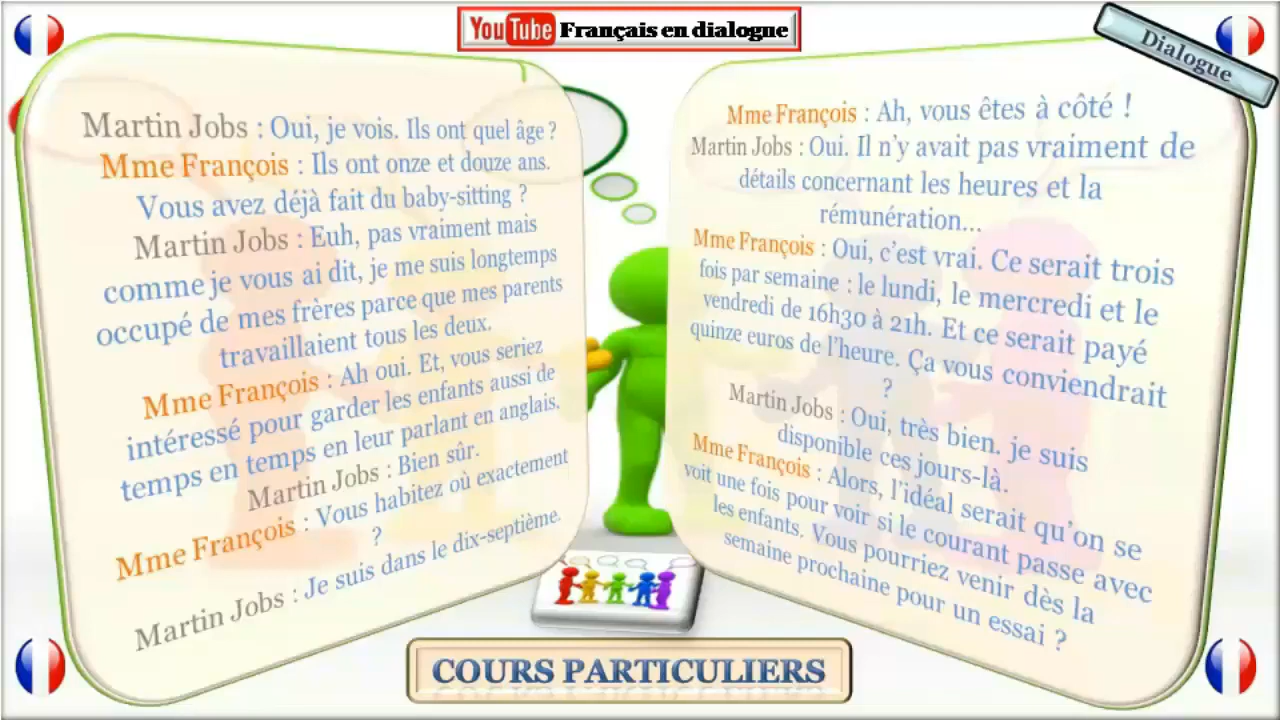 YouTube Français en dialogue
Dialogue
Martin Jobs : Oui, je vois. Ils ont quel âge ?
Mme François : Ils ont onze et douze ans.
Vous avez déjà fait du baby-sitting ?
Martin Jobs : Euh, pas vraiment mais
comme je vous ai dit, je me suis longtemps
occupé de mes frères parce que mes parents
travaillaient tous les deux.
Mme François : Ah oui. Et, vous seriez
intéressé pour garder les enfants aussi de
temps en temps en leur parlant en anglais.
Martin Jobs : Bien sûr.
Mme François : Vous habitez où exactement
?
Martin Jobs : Je suis dans le dix-septième.
Mme François : Ah, vous êtes à côté !
Martin Jobs : Oui. Il n’y avait pas vraiment de
détails concernant les heures et la
rémunération...
Mme François : Oui, c’est vrai. Ce serait trois
fois par semaine : le lundi, le mercredi et le
vendredi de 16h30 à 21h. Et ce serait payé
quinze euros de l’heure. Ça vous conviendrait
?
Martin Jobs : Oui, très bien. je suis
disponible ces jours-là.
Mme François : Alors, l’idéal serait qu’on se
voit une fois pour voir si le courant passe avec
les enfants. Vous pourriez venir dès la
semaine prochaine pour un essai ?
COURS PARTICULIERS